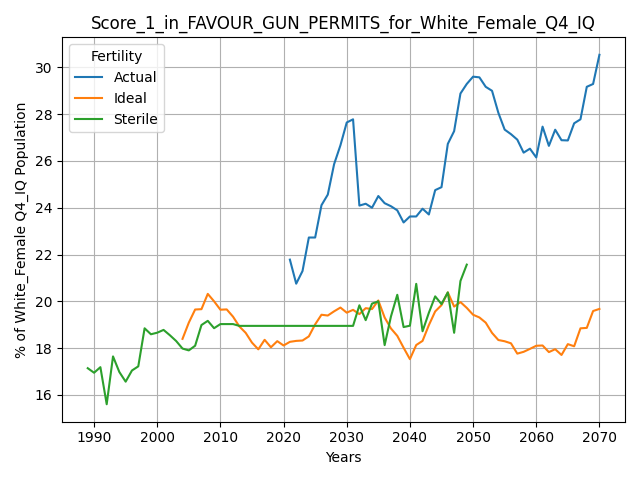 Score_1_in_FAVOUR_GUN_PERMITS_for_White_Female_Q4_IQ
Fertility
Actual
Ideal
Sterile
% of White_Female Q4_IQ Population
30
28
26
24
22
20
18
16
1990 2000 2010 2020 2030 2040 2050 2060 2070
Years